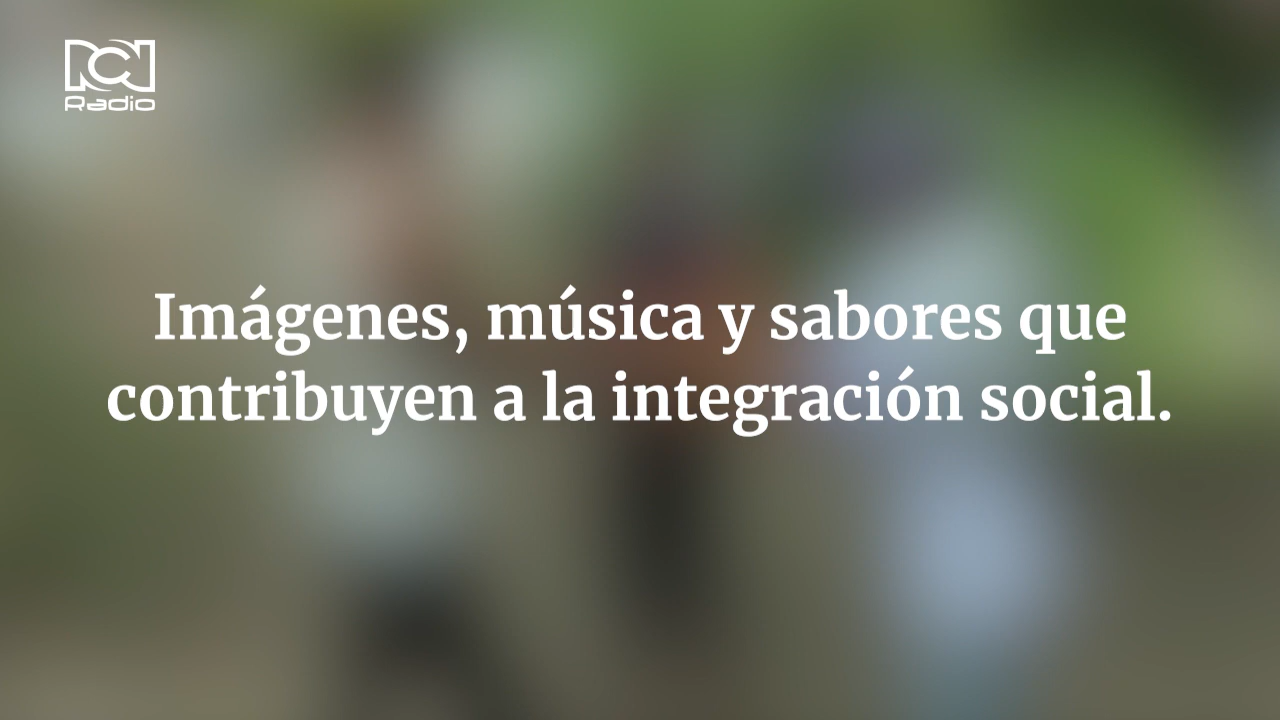 RCN
Radio
Imágenes, música y sabores que
contribuyen a la integración social.